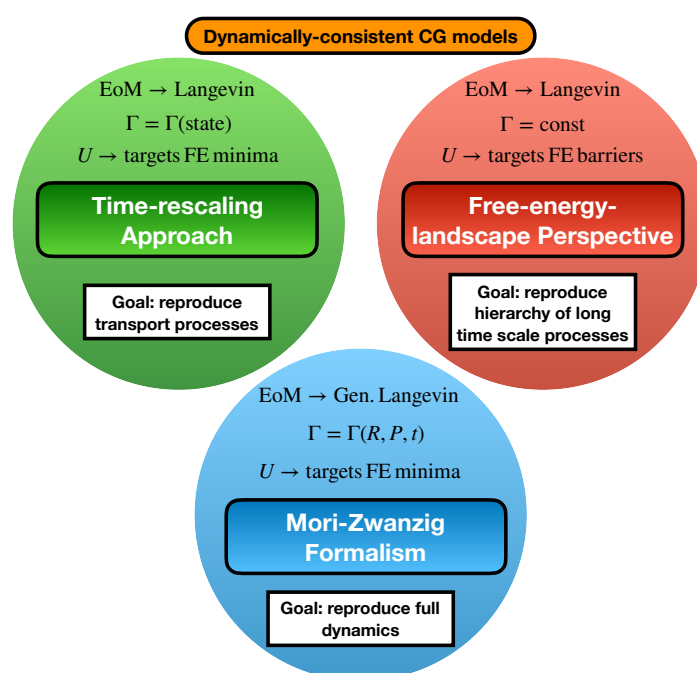 Dynamically-consistent CG models
EoM → Langevin
Γ = Γ(state)
U → targets FE minima
Time-rescaling
Approach
Goal: reproduce
transport processes
EoM → Langevin
Γ = const
U → targets FE barriers
Free-energy-
landscape Perspective
Goal: reproduce
hierarchy of long
time scale processes
EoM → Gen. Langevin
Γ = Γ(R, P, t)
U → targets FE minima
Mori-Zwanzig
Formalism
Goal: reproduce full
dynamics